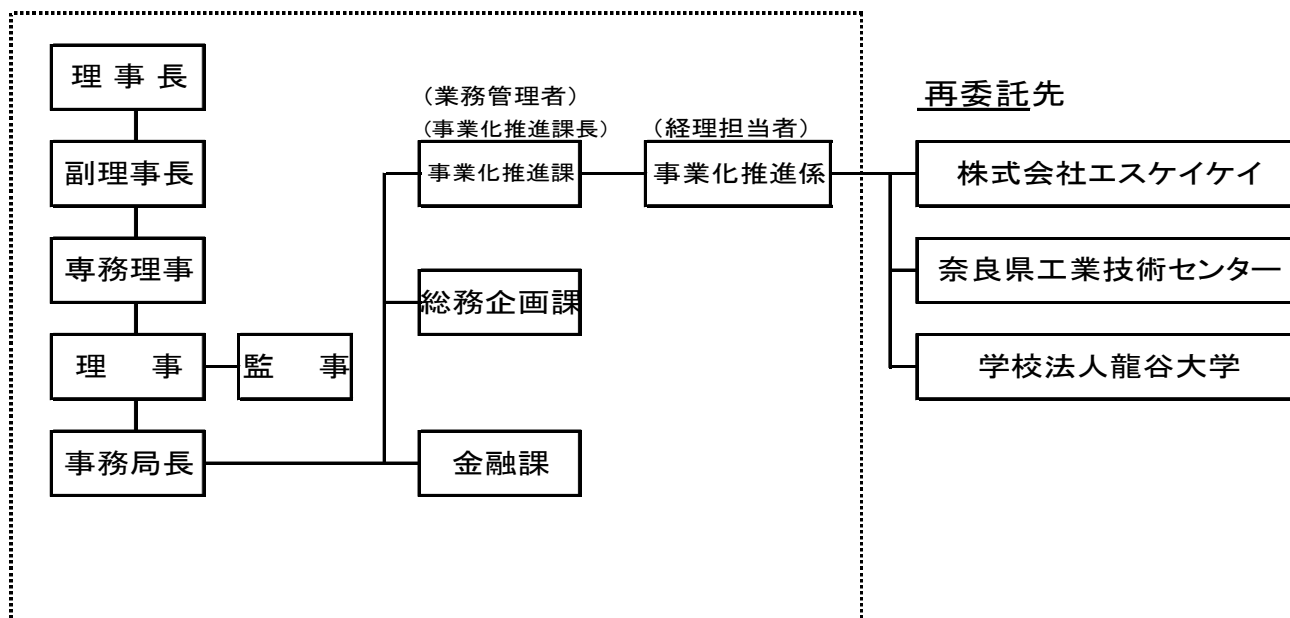 理 事 長
副理事長
専務理事
理　事
監　事
事務局長
（業務管理者）
（事業化推進課長）
事業化推進課
（経理担当者）
事業化推進係
総務企画課
金融課
再委託先
株式会社エスケイケイ
奈良県工業技術センター
学校法人龍谷大学